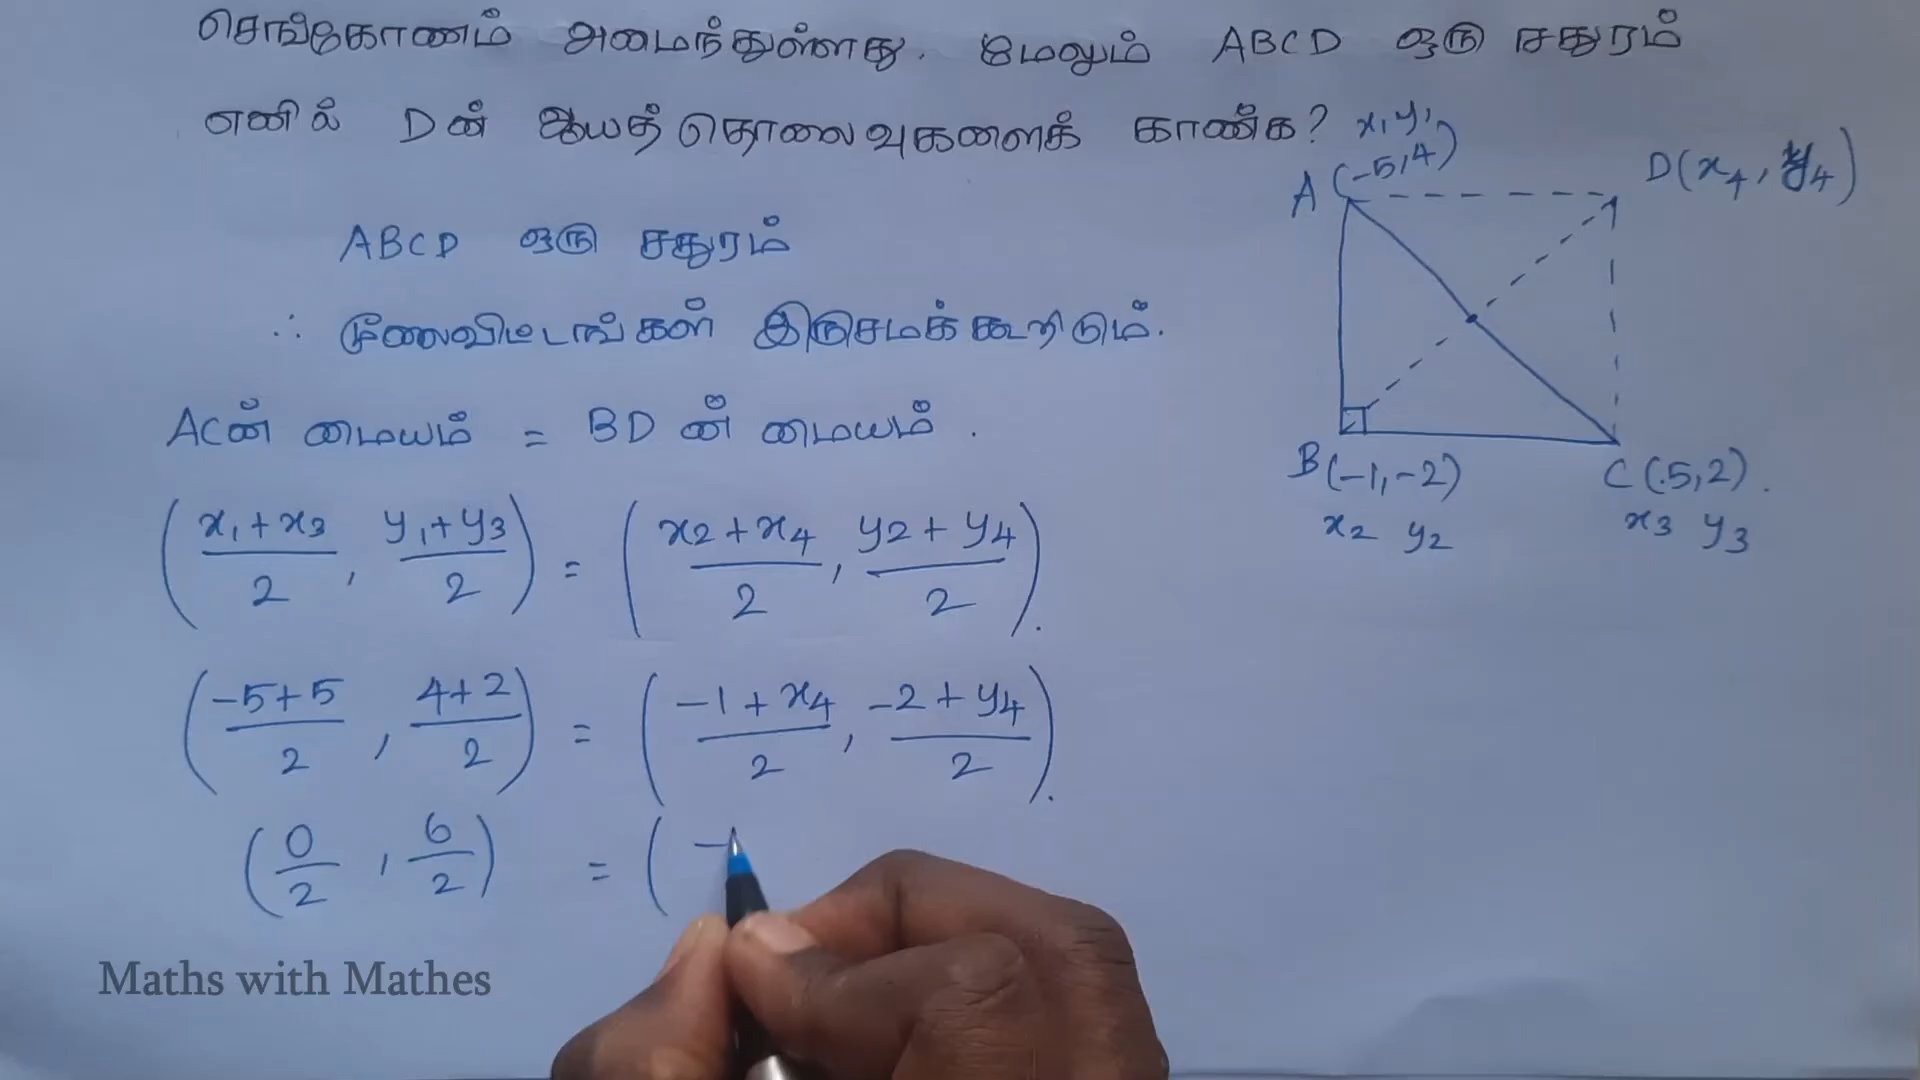 செங்கோணம் அமைந்துள்ளது. மேலும் ABCD ஒரு சதுரம்
எனில் Dன் ஆயத்தொலைவுகளைக் காண்க?
x₁ y₁
A (-5,4)
D(x₄, y₄)
B(-1,-2)
x₂ y₂
C (5,2).
x₃ y₃
ABCD ஒரு சதுரம்
∴ மூலைவிட்டங்கள் இருசமக் கூறிடும்.
ACன் மையம் = BD ன் மையம்.
((x₁+x₃)/2, (y₁+y₃)/2) = ((x₂+x₄)/2, (y₂+y₄)/2).
((-5+5)/2, (4+2)/2) = ((-1+x₄)/2, (-2+y₄)/2).
(0/2, 6/2) = ( -
Maths with Mathes